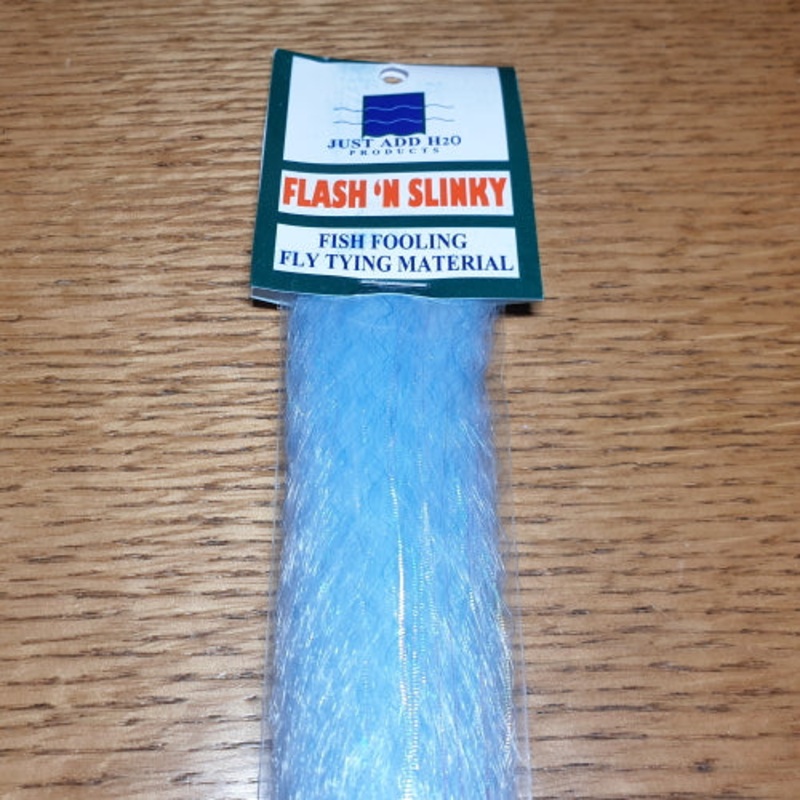 JUST ADD H2O
PRODUCTS
FLASH 'N SLINKY
FISH FOOLING
FLY TYING MATERIAL